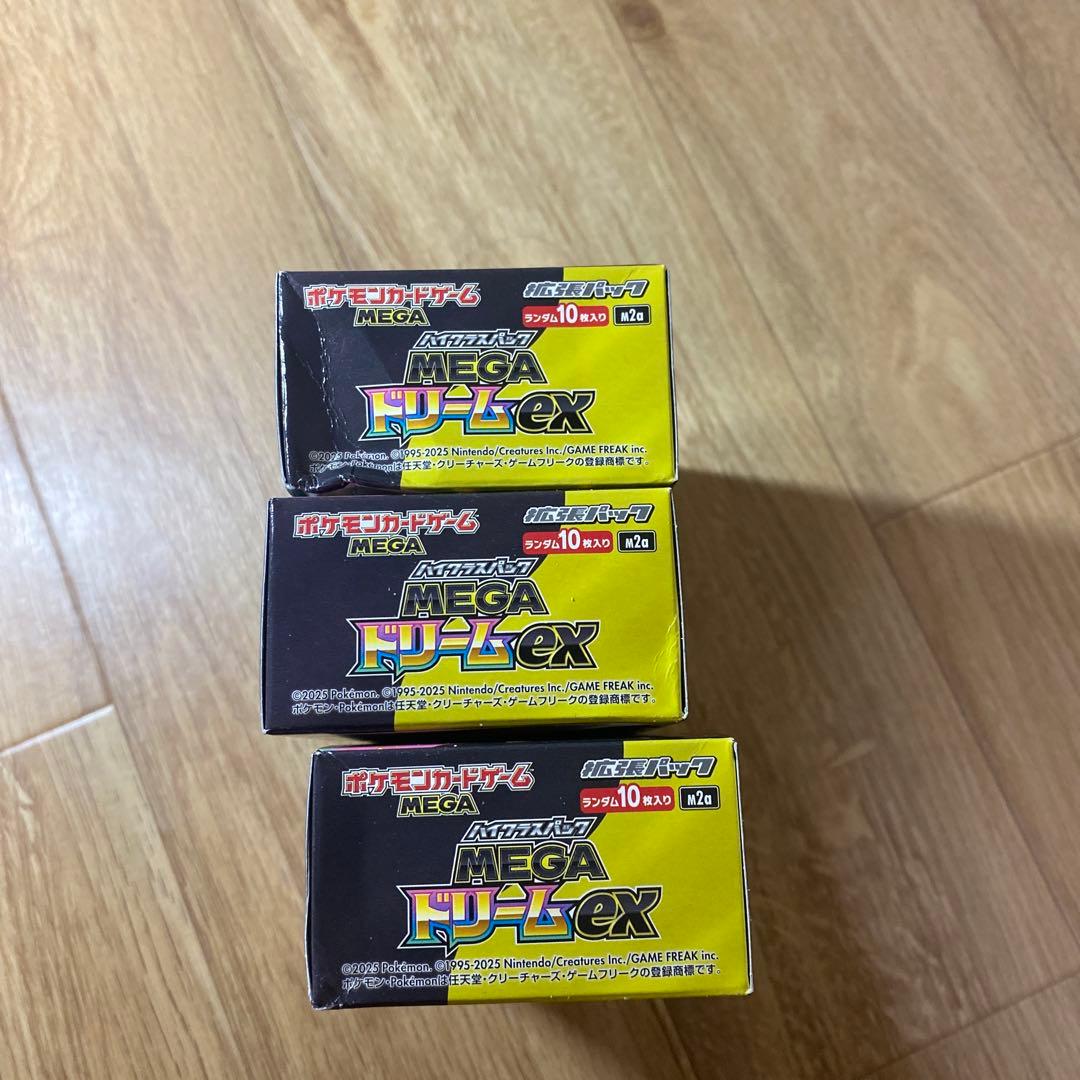 ポケモンカードゲーム
MEGA
拡張パック
ランダム10枚入り M2a
ハイクラスパック
MEGA
ドリームex
©2025 Pokémon. ©1995-2025 Nintendo/Creatures Inc./GAME FREAK inc.
ポケモン・Pokémonは任天堂・クリーチャーズ・ゲームフリークの登録商標です。
ポケモンカードゲーム
MEGA
拡張パック
ランダム10枚入り M2a
ハイクラスパック
MEGA
ドリームex
©2025 Pokémon. ©1995-2025 Nintendo/Creatures Inc./GAME FREAK inc.
ポケモン・Pokémonは任天堂・クリーチャーズ・ゲームフリークの登録商標です。
ポケモンカードゲーム
MEGA
拡張パック
ランダム10枚入り M2a
ハイクラスパック
MEGA
ドリームex
©2025 Pokémon. ©1995-2025 Nintendo/Creatures Inc./GAME FREAK inc.
ポケモン・Pokémonは任天堂・クリーチャーズ・ゲームフリークの登録商標です。